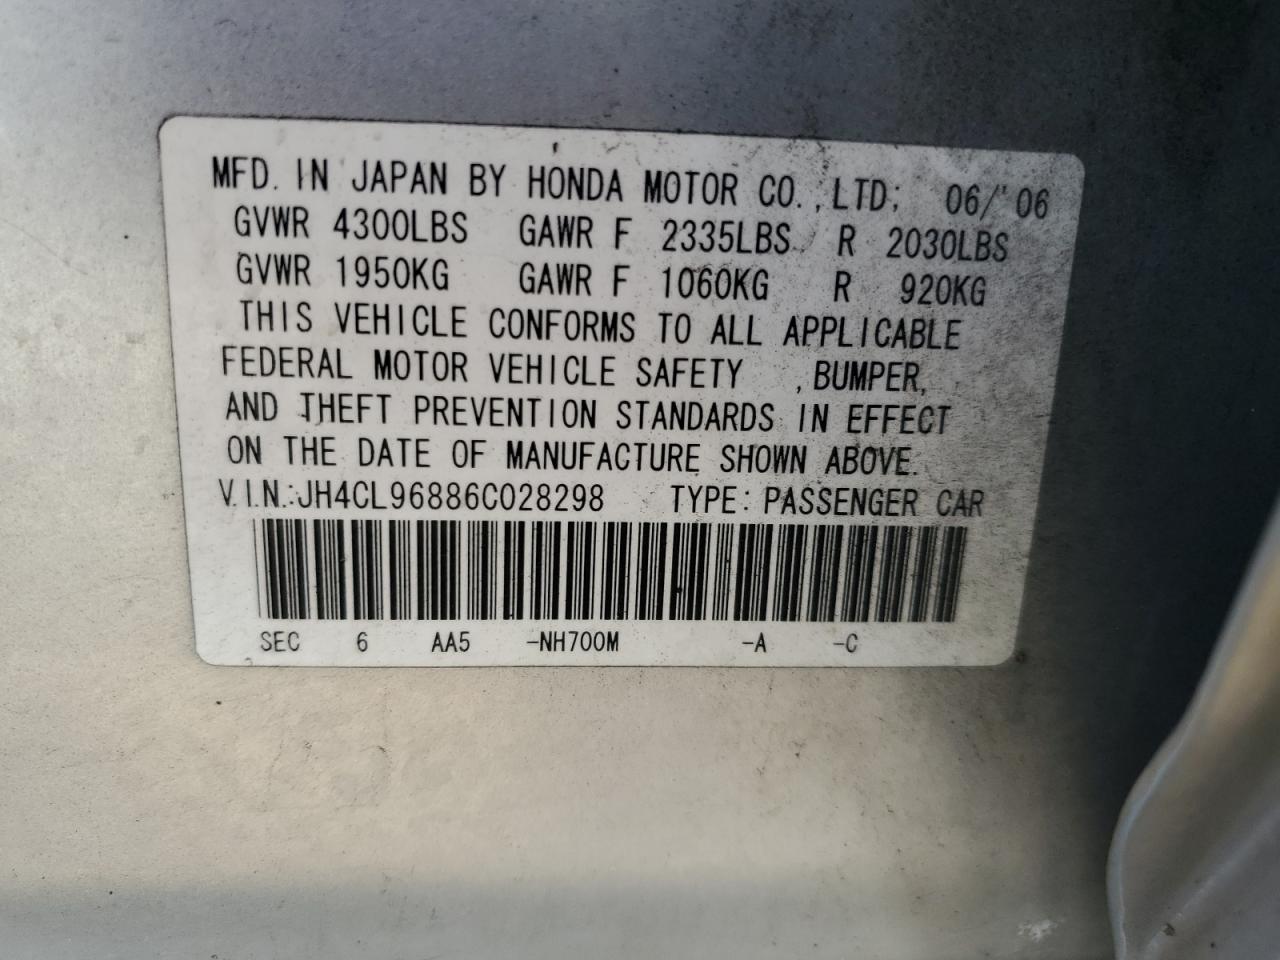 MFD. IN JAPAN BY HONDA MOTOR CO., LTD; 06/'06
GVWR 4300LBS GAWR F 2335LBS R 2030LBS
GVWR 1950KG GAWR F 1060KG R 920KG
THIS VEHICLE CONFORMS TO ALL APPLICABLE
FEDERAL MOTOR VEHICLE SAFETY , BUMPER,
AND THEFT PREVENTION STANDARDS IN EFFECT
ON THE DATE OF MANUFACTURE SHOWN ABOVE.
V.I.N.:JH4CL96886C028298 TYPE: PASSENGER CAR
SEC 6 AA5 -NH700M -A -C